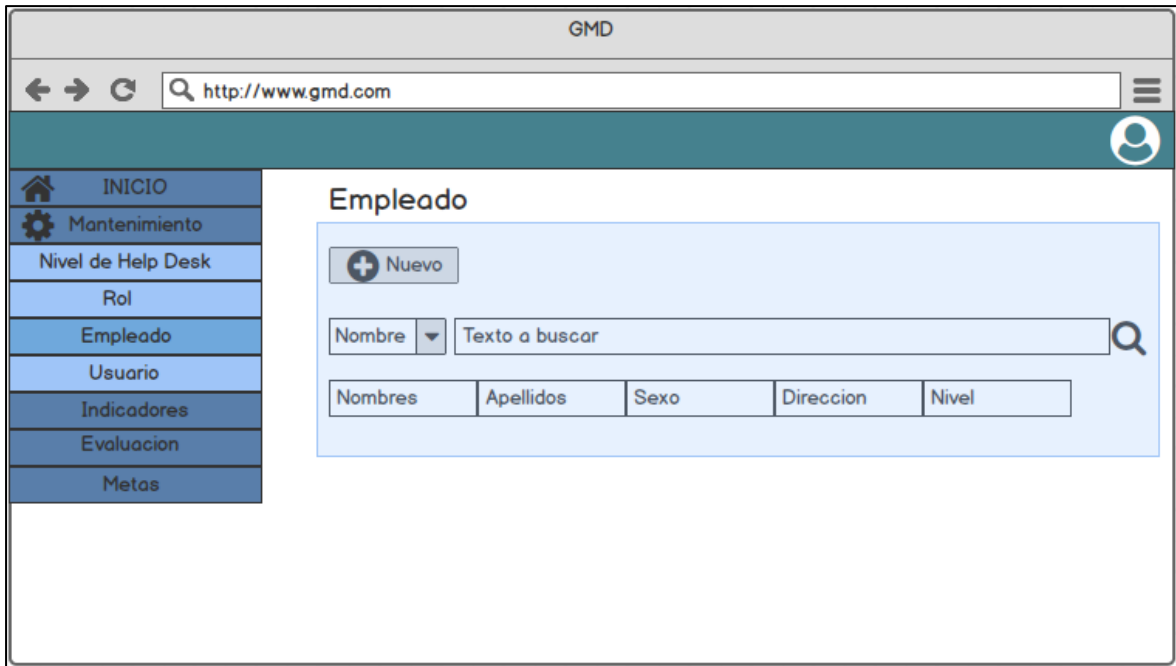 GMD
http://www.gmd.com
INICIO
Mantenimiento
Nivel de Help Desk
Rol
Empleado
Usuario
Indicadores
Evaluacion
Metas
Empleado
Nuevo
Nombre Texto a buscar
Nombres Apellidos Sexo Direccion Nivel